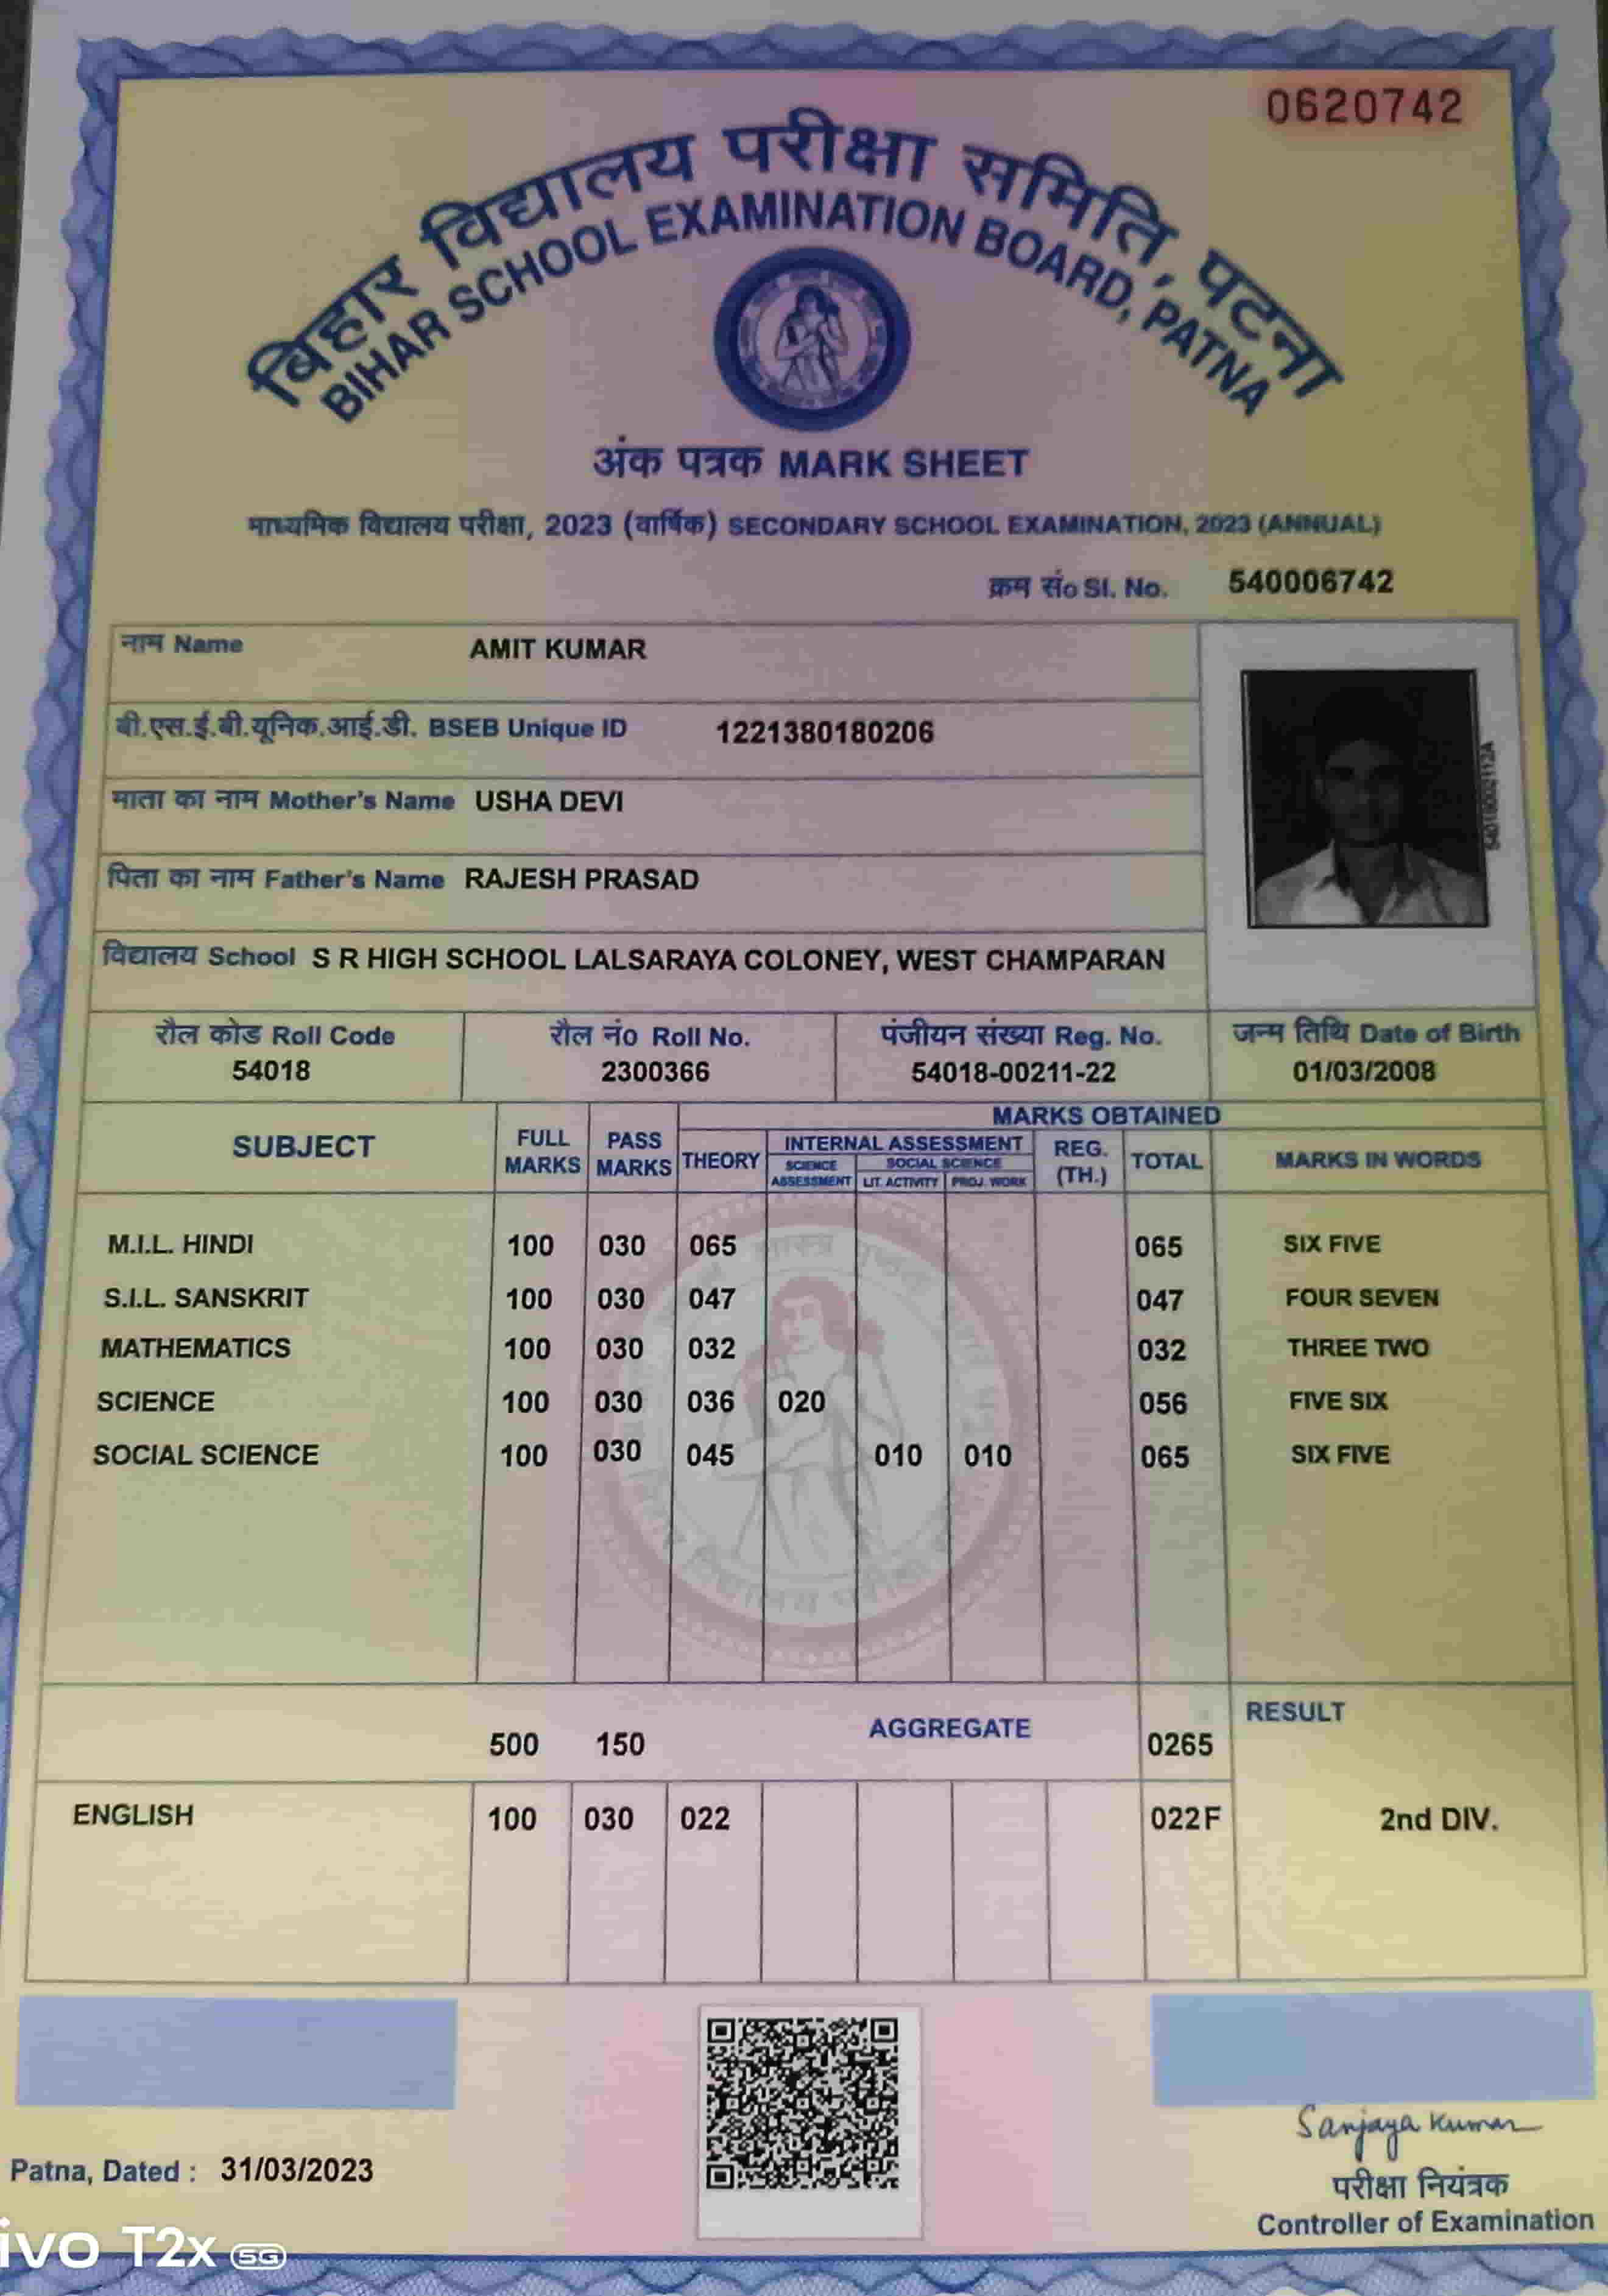 0620742
बिहार विद्यालय परीक्षा समिति, पटना
BIHAR SCHOOL EXAMINATION BOARD, PATNA
अंक पत्रक MARK SHEET
माध्यमिक विद्यालय परीक्षा, 2023 (वार्षिक) SECONDARY SCHOOL EXAMINATION, 2023 (ANNUAL)
क्रम संo Sl. No. 540006742
नाम Name AMIT KUMAR
बी.एस.ई.बी.यूनिक.आई.डी. BSEB Unique ID 1221380180206
माता का नाम Mother's Name USHA DEVI
पिता का नाम Father's Name RAJESH PRASAD
विद्यालय School S R HIGH SCHOOL LALSARAYA COLONEY, WEST CHAMPARAN
रौल कोड Roll Code रौल नंo Roll No. पंजीयन संख्या Reg. No. जन्म तिथि Date of Birth
54018 2300366 54018-00211-22 01/03/2008
MARKS OBTAINED
SUBJECT FULL MARKS PASS MARKS THEORY INTERNAL ASSESSMENT REG. (TH.) TOTAL MARKS IN WORDS
SCIENCE ASSESSMENT SOCIAL SCIENCE
LIT. ACTIVITY PROJ. WORK
M.I.L. HINDI 100 030 065 065 SIX FIVE
S.I.L. SANSKRIT 100 030 047 047 FOUR SEVEN
MATHEMATICS 100 030 032 032 THREE TWO
SCIENCE 100 030 036 020 056 FIVE SIX
SOCIAL SCIENCE 100 030 045 010 010 065 SIX FIVE
RESULT
500 150 AGGREGATE 0265
ENGLISH 100 030 022 022F 2nd DIV.
Sanjaya Kumar
Patna, Dated : 31/03/2023
परीक्षा नियंत्रक
Controller of Examination
ivo T2x 5G